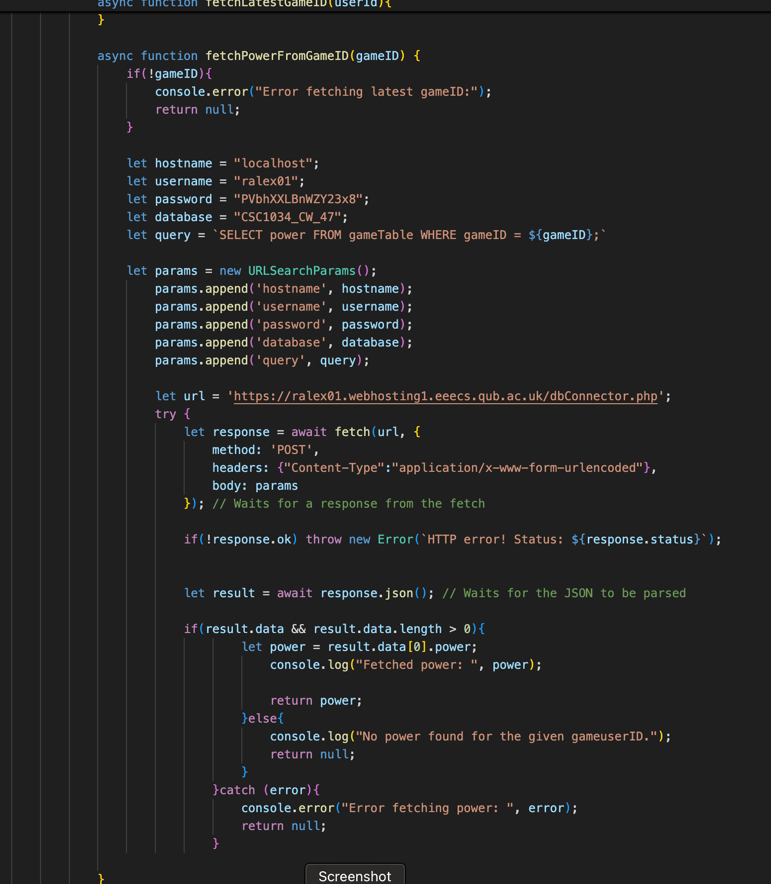 async function fetchLatestGameID(userId){
}
async function fetchPowerFromGameID(gameID) {
if(!gameID){
console.error("Error fetching latest gameID:");
return null;
}
let hostname = "localhost";
let username = "ralex01";
let password = "PVbhXXLBnWZY23x8";
let database = "CSC1034_CW_47";
let query = `SELECT power FROM gameTable WHERE gameID = ${gameID};`
let params = new URLSearchParams();
params.append('hostname', hostname);
params.append('username', username);
params.append('password', password);
params.append('database', database);
params.append('query', query);
let url = 'https://ralex01.webhosting1.eeecs.qub.ac.uk/dbConnector.php';
try {
let response = await fetch(url, {
method: 'POST',
headers: {"Content-Type":"application/x-www-form-urlencoded"},
body: params
}); // Waits for a response from the fetch
if(!response.ok) throw new Error(`HTTP error! Status: ${response.status}`);
let result = await response.json(); // Waits for the JSON to be parsed
if(result.data && result.data.length > 0){
let power = result.data[0].power;
console.log("Fetched power: ", power);
return power;
}else{
console.log("No power found for the given gameuserID.");
return null;
}
}catch (error){
console.error("Error fetching power: ", error);
return null;
}
}
Screenshot